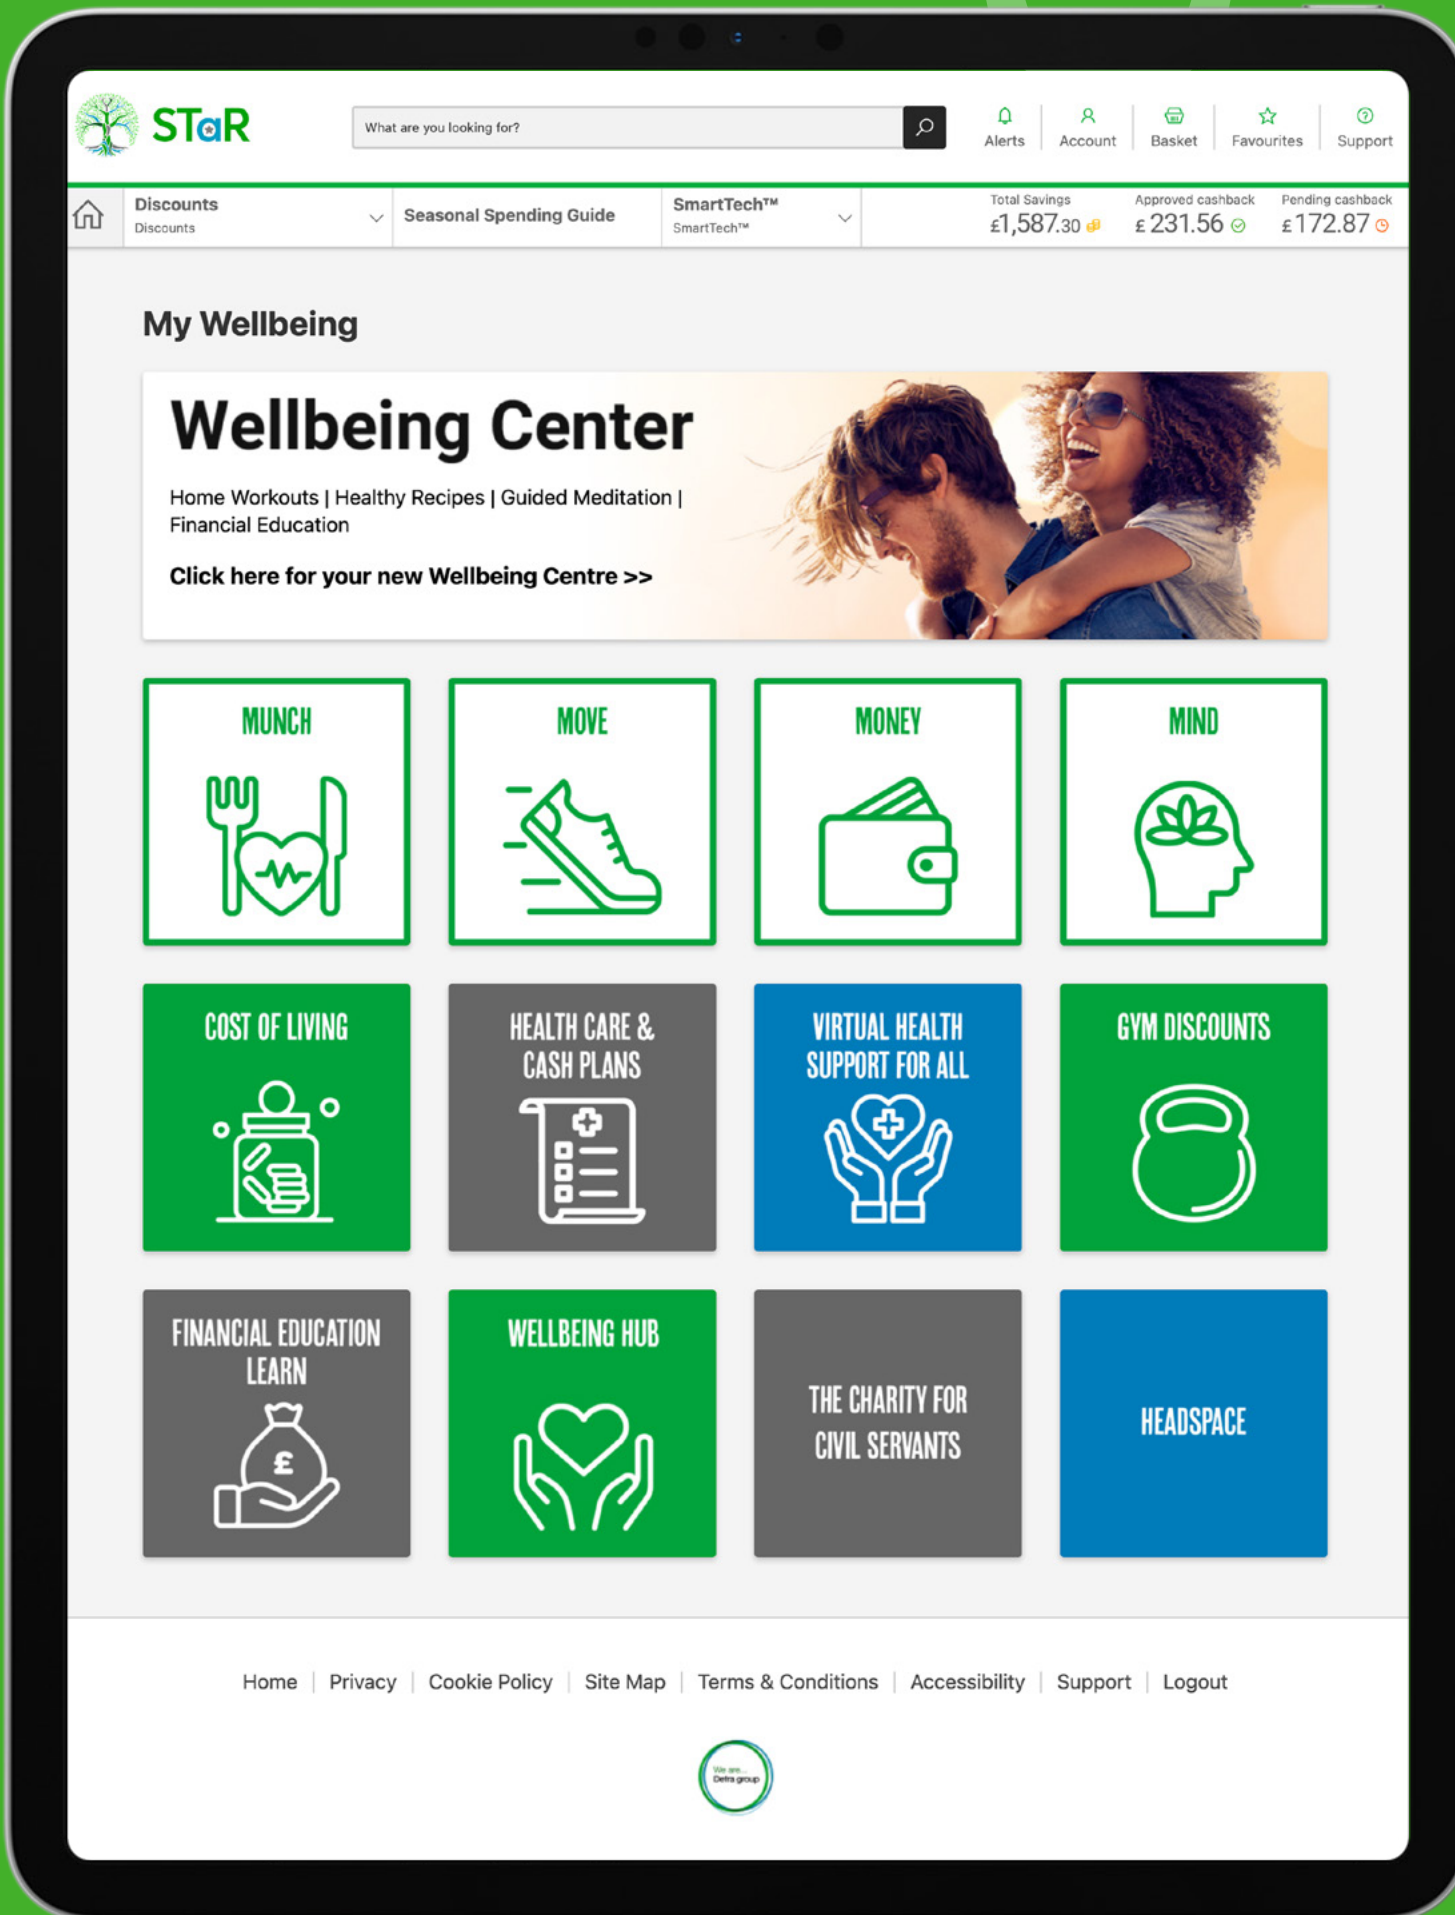 STaR
What are you looking for?
Alerts
Account
Basket
Favourites
Support
Discounts
Discounts
Seasonal Spending Guide
SmartTech™
SmartTech™
Total Savings
£1,587.30
Approved cashback
£231.56
Pending cashback
£172.87
My Wellbeing
Wellbeing Center
Home Workouts | Healthy Recipes | Guided Meditation |
Financial Education
Click here for your new Wellbeing Centre >>
MUNCH
MOVE
MONEY
MIND
COST OF LIVING
HEALTH CARE &
CASH PLANS
VIRTUAL HEALTH
SUPPORT FOR ALL
GYM DISCOUNTS
FINANCIAL EDUCATION
LEARN
£
WELLBEING HUB
THE CHARITY FOR
CIVIL SERVANTS
HEADSPACE
Home | Privacy | Cookie Policy | Site Map | Terms & Conditions | Accessibility | Support | Logout
We are...
Defra group